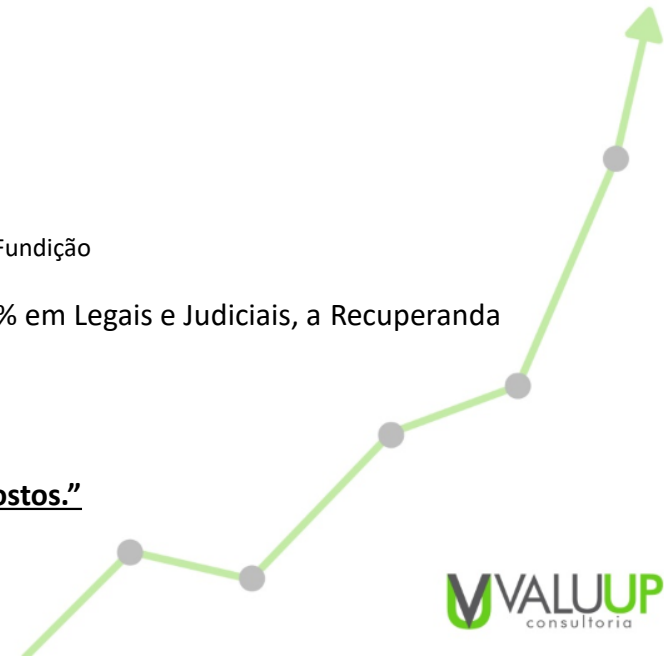 Fundição
% em Legais e Judiciais, a Recuperanda
ostos.”
VALUUP
consultoria